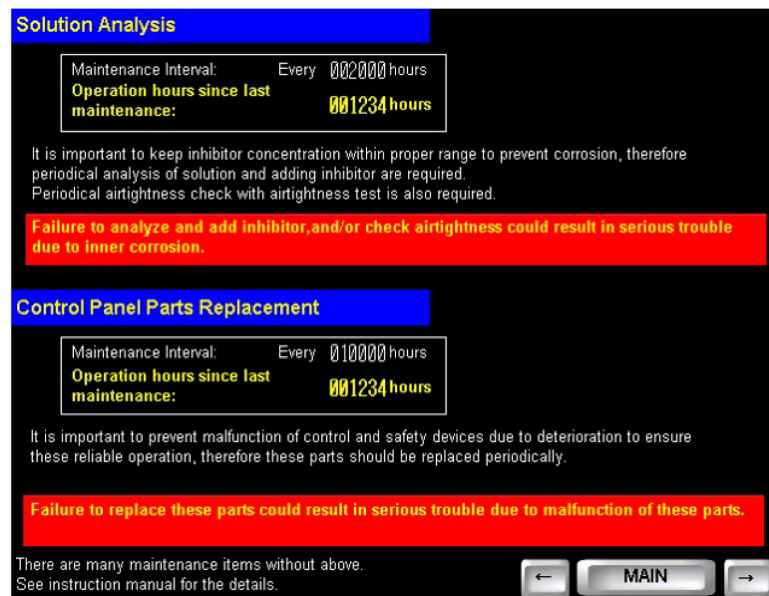 Solution Analysis
Maintenance Interval: Every 002000 hours
Operation hours since last
maintenance: 001234 hours
It is important to keep inhibitor concentration within proper range to prevent corrosion, therefore
periodical analysis of solution and adding inhibitor are required.
Periodical airtightness check with airtightness test is also required.
Failure to analyze and add inhibitor,and/or check airtightness could result in serious trouble
due to inner corrosion.
Control Panel Parts Replacement
Maintenance Interval: Every 010000 hours
Operation hours since last
maintenance: 001234 hours
It is important to prevent malfunction of control and safety devices due to deterioration to ensure
these reliable operation, therefore these parts should be replaced periodically.
Failure to replace these parts could result in serious trouble due to malfunction of these parts.
There are many maintenance items without above.
See instruction manual for the details.
← MAIN →